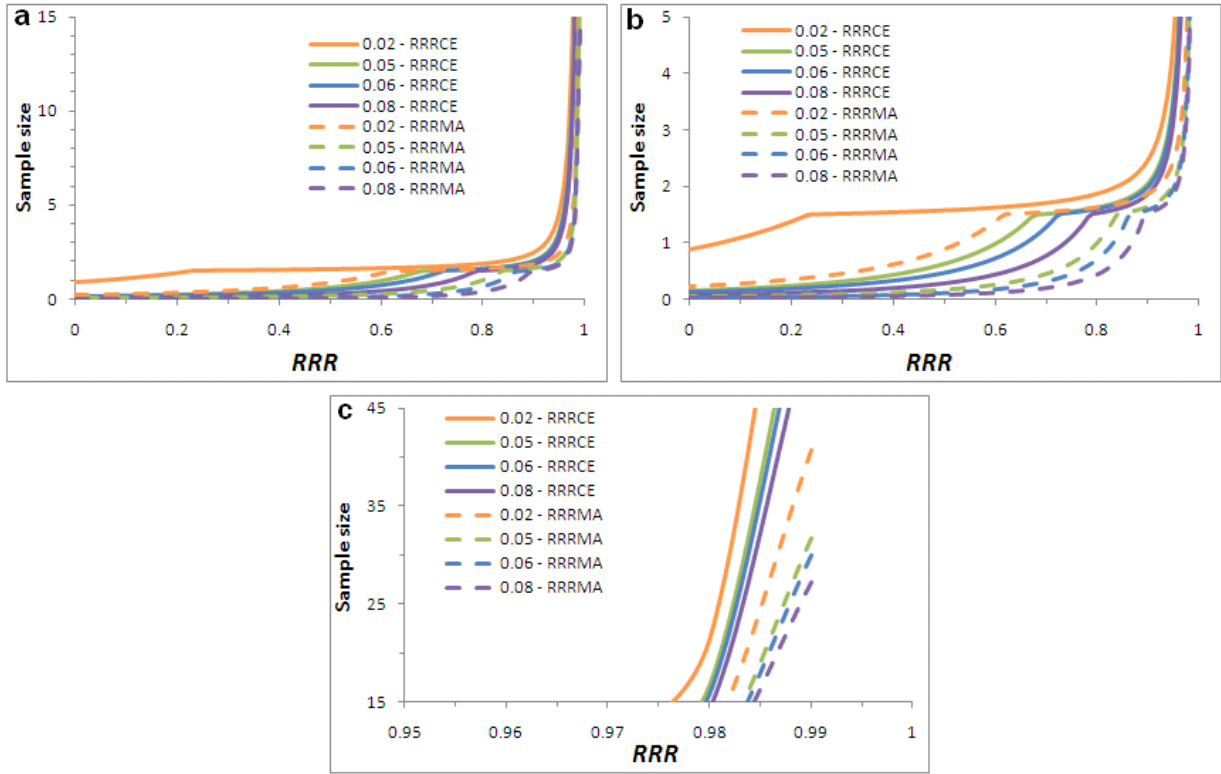 a
15
10
5
0
Sample size
0.02 - RRRCE
0.05 - RRRCE
0.06 - RRRCE
0.08 - RRRCE
0.02 - RRRMA
0.05 - RRRMA
0.06 - RRRMA
0.08 - RRRMA
0 0.2 0.4 0.6 0.8 1
RRR
b
5
4
3
2
1
0
Sample size
0.02 - RRRCE
0.05 - RRRCE
0.06 - RRRCE
0.08 - RRRCE
0.02 - RRRMA
0.05 - RRRMA
0.06 - RRRMA
0.08 - RRRMA
0 0.2 0.4 0.6 0.8 1
RRR
c
45
35
25
15
Sample size
0.02 - RRRCE
0.05 - RRRCE
0.06 - RRRCE
0.08 - RRRCE
0.02 - RRRMA
0.05 - RRRMA
0.06 - RRRMA
0.08 - RRRMA
0.95 0.96 0.97 0.98 0.99 1
RRR